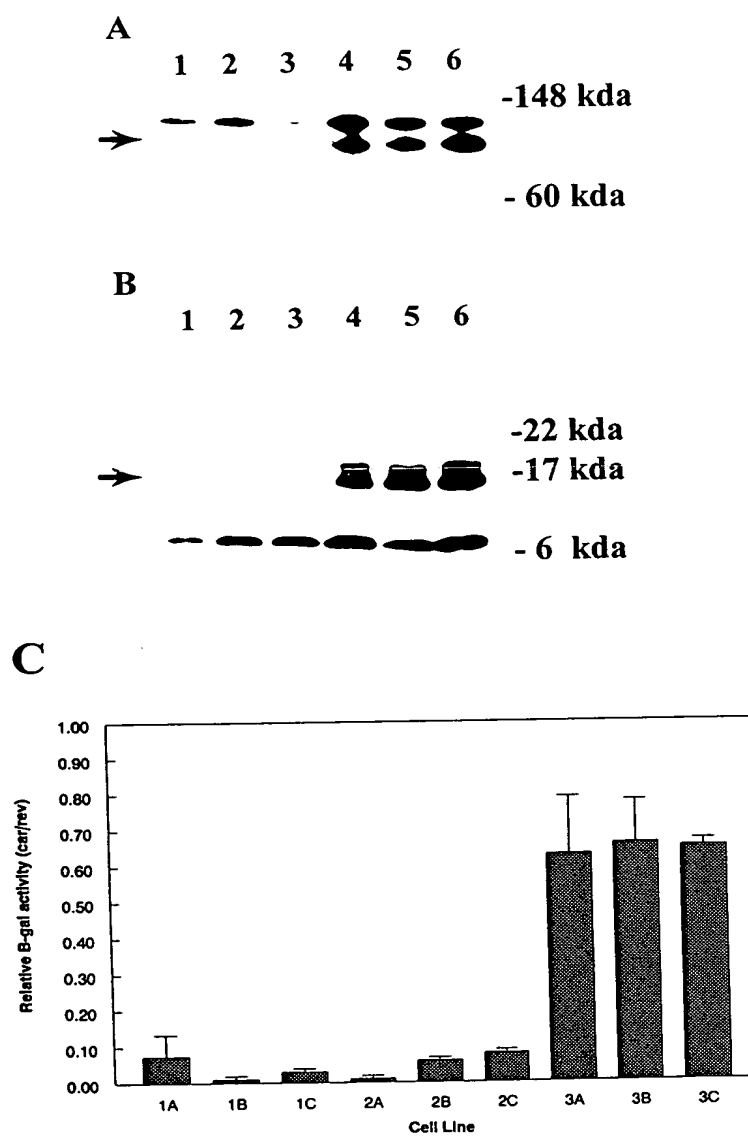 A
1 2 3 4 5 6
-148 kda
- 60 kda
B
1 2 3 4 5 6
-22 kda
-17 kda
- 6 kda
C
Relative B-gal activity (car/rev)
1.00
0.90
0.80
0.70
0.60
0.50
0.40
0.30
0.20
0.10
0.00
1A 1B 1C 2A 2B 2C 3A 3B 3C
Cell Line